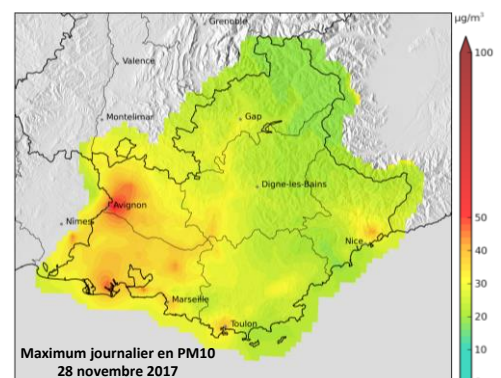 µg/m³
Grenoble
100
Valence
Montelimar
Gap
Digne-les-Bains
Avignon
50
Nîmes
40
Nice
30
Marseille
20
Toulon
Maximum journalier en PM10
10
28 novembre 2017